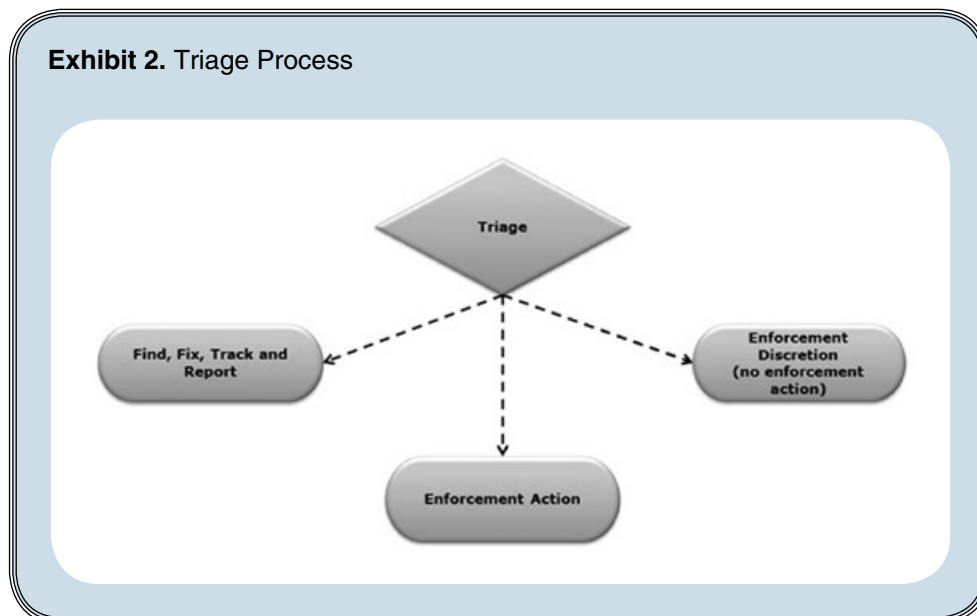 Exhibit 2. Triage Process
Triage
Find, Fix, Track and
Report
Enforcement
Discretion
(no enforcement
action)
Enforcement Action